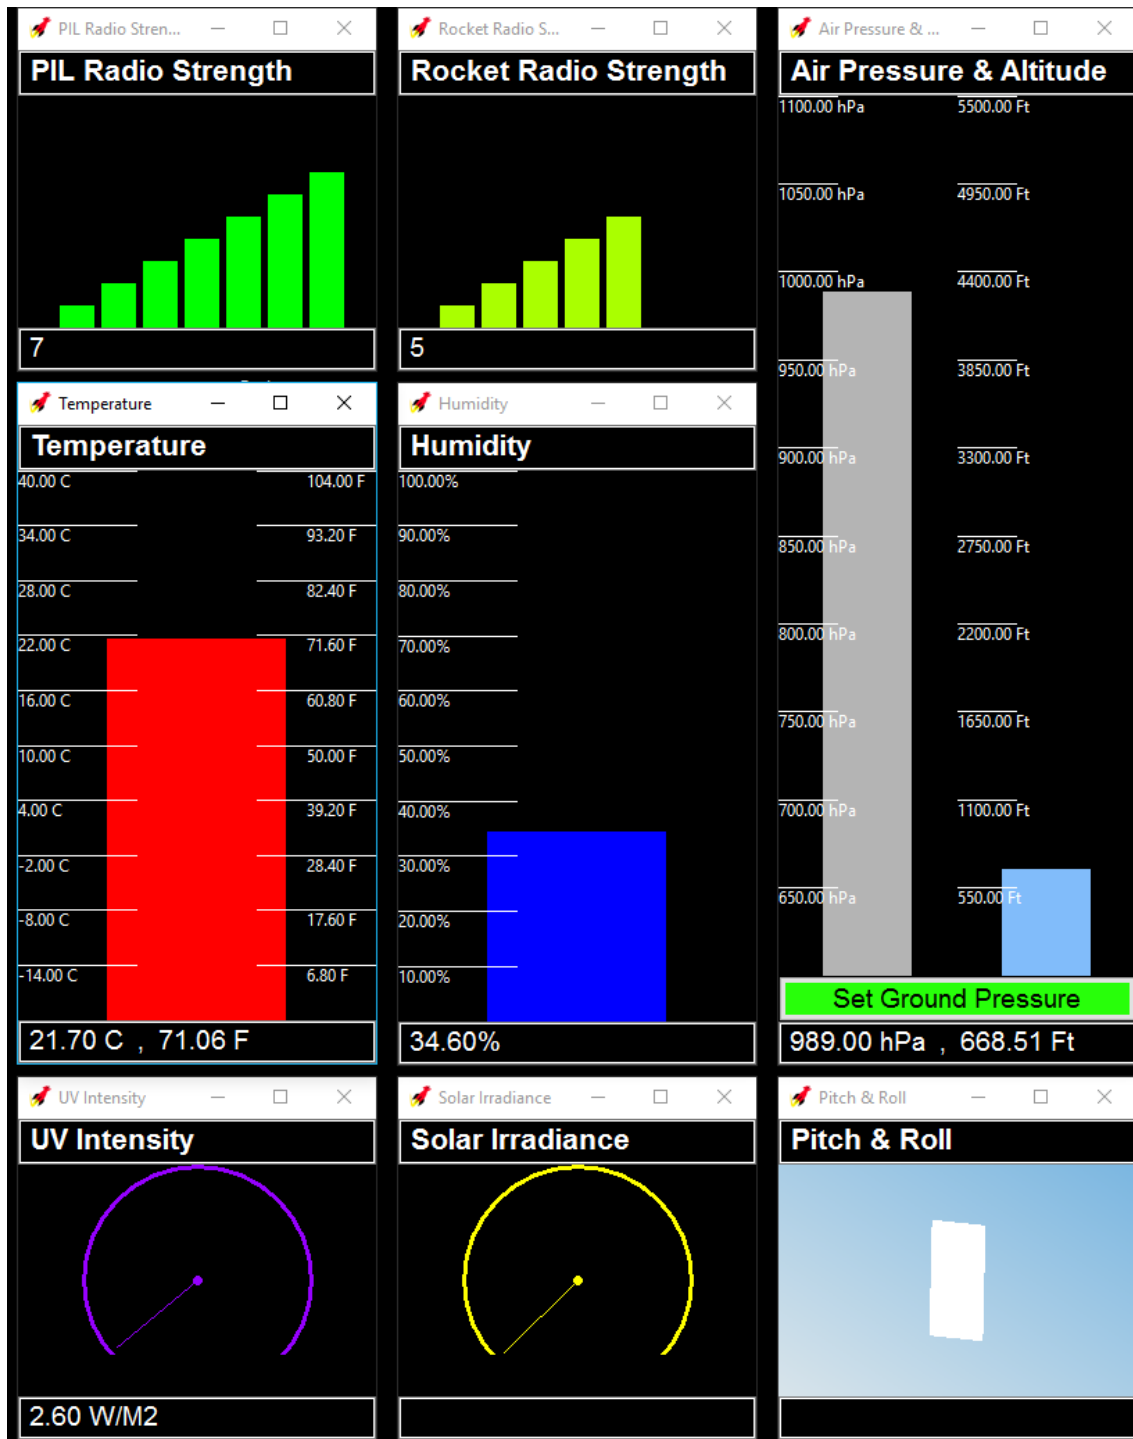 PIL Radio Stren...
PIL Radio Strength
7
Rocket Radio S...
Rocket Radio Strength
5
Air Pressure & ...
Air Pressure & Altitude
1100.00 hPa 5500.00 Ft
1050.00 hPa 4950.00 Ft
1000.00 hPa 4400.00 Ft
950.00 hPa 3850.00 Ft
900.00 hPa 3300.00 Ft
850.00 hPa 2750.00 Ft
800.00 hPa 2200.00 Ft
750.00 hPa 1650.00 Ft
700.00 hPa 1100.00 Ft
650.00 hPa 550.00 Ft
Set Ground Pressure
989.00 hPa , 668.51 Ft
Temperature
Temperature
40.00 C 104.00 F
34.00 C 93.20 F
28.00 C 82.40 F
22.00 C 71.60 F
16.00 C 60.80 F
10.00 C 50.00 F
4.00 C 39.20 F
-2.00 C 28.40 F
-8.00 C 17.60 F
-14.00 C 6.80 F
21.70 C , 71.06 F
Humidity
Humidity
100.00%
90.00%
80.00%
70.00%
60.00%
50.00%
40.00%
30.00%
20.00%
10.00%
34.60%
UV Intensity
UV Intensity
2.60 W/M2
Solar Irradiance
Solar Irradiance
Pitch & Roll
Pitch & Roll